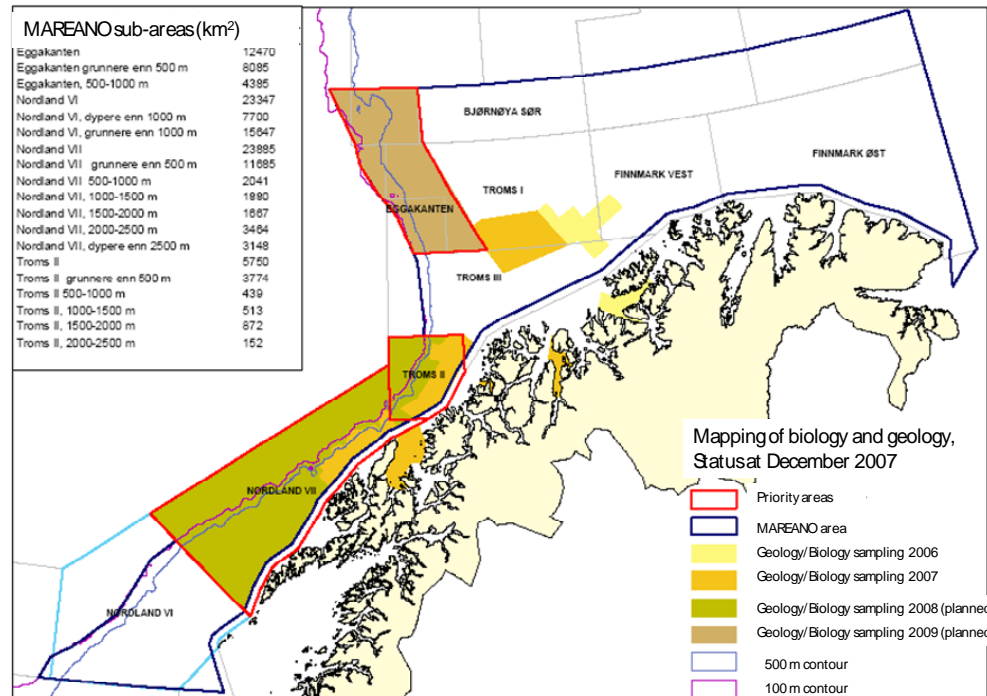 MAREANO sub-areas (km²)
Eggakanten 12470
Eggakanten grunnere enn 500 m 8085
Eggakanten, 500-1000 m 4385
Nordland VI 23347
Nordland VI, dypere enn 1000 m 7700
Nordland VI, grunnere enn 1000 m 15647
Nordland VII 23885
Nordland VII grunnere enn 500 m 11685
Nordland VII 500-1000 m 2041
Nordland VII, 1000-1500 m 1880
Nordland VII, 1500-2000 m 1667
Nordland VII, 2000-2500 m 3464
Nordland VII, dypere enn 2500 m 3148
Troms II 5750
Troms II grunnere enn 500 m 3774
Troms II 500-1000 m 439
Troms II, 1000-1500 m 513
Troms II, 1500-2000 m 872
Troms II, 2000-2500 m 152
BJØRNØYA SØR
FINNMARK ØST
FINNMARK VEST
TROMS I
EGGAKANTEN
TROMS III
TROMS II
NORDLAND VII
NORDLAND VI
Mapping of biology and geology,
Status at December 2007
Priority areas
MAREANO area
Geology/Biology sampling 2006
Geology/Biology sampling 2007
Geology/Biology sampling 2008 (planned
Geology/Biology sampling 2009 (planned
500 m contour
100 m contour